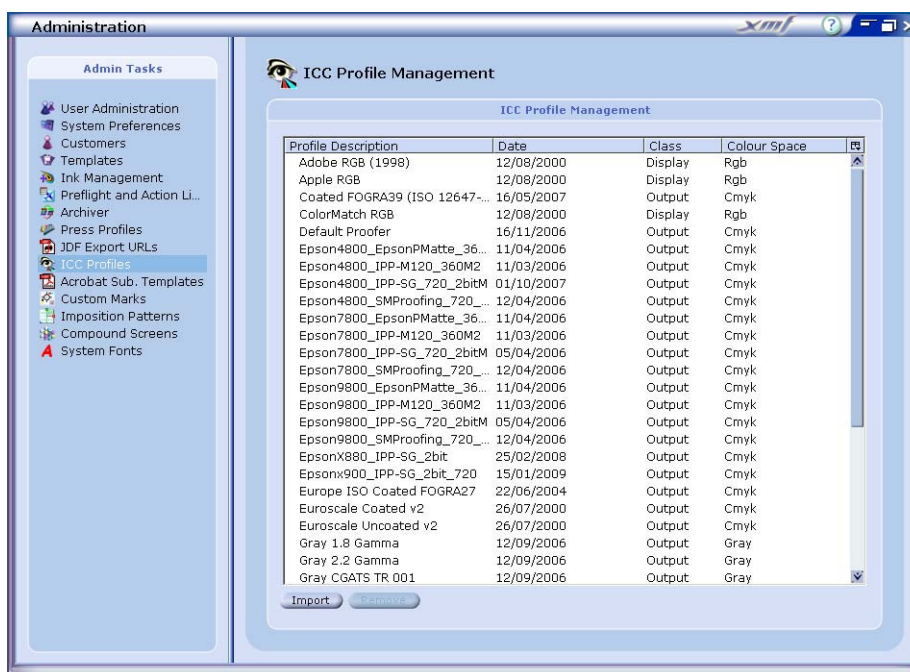 Administration
xmf
?
Admin Tasks
User Administration
System Preferences
Customers
Templates
Ink Management
Preflight and Action Li...
Archiver
Press Profiles
JDF Export URLs
ICC Profiles
Acrobat Sub. Templates
Custom Marks
Imposition Patterns
Compound Screens
System Fonts
ICC Profile Management
ICC Profile Management
Profile Description Date Class Colour Space
Adobe RGB (1998) 12/08/2000 Display Rgb
Apple RGB 12/08/2000 Display Rgb
Coated FOGRA39 (ISO 12647-... 16/05/2007 Output Cmyk
ColorMatch RGB 12/08/2000 Display Rgb
Default Proofer 16/11/2006 Output Cmyk
Epson4800_EpsonPMatte_36... 11/04/2006 Output Cmyk
Epson4800_IPP-M120_360M2 11/03/2006 Output Cmyk
Epson4800_IPP-SG_720_2bitM 01/10/2007 Output Cmyk
Epson4800_SMProofing_720_... 12/04/2006 Output Cmyk
Epson7800_EpsonPMatte_36... 11/04/2006 Output Cmyk
Epson7800_IPP-M120_360M2 11/03/2006 Output Cmyk
Epson7800_IPP-SG_720_2bitM 05/04/2006 Output Cmyk
Epson7800_SMProofing_720_... 12/04/2006 Output Cmyk
Epson9800_EpsonPMatte_36... 11/04/2006 Output Cmyk
Epson9800_IPP-M120_360M2 11/03/2006 Output Cmyk
Epson9800_IPP-SG_720_2bitM 05/04/2006 Output Cmyk
Epson9800_SMProofing_720_... 12/04/2006 Output Cmyk
EpsonX880_IPP-SG_2bit 25/02/2008 Output Cmyk
Epsonx900_IPP-SG_2bit_720 15/01/2009 Output Cmyk
Europe ISO Coated FOGRA27 22/06/2004 Output Cmyk
Euroscale Coated v2 26/07/2000 Output Cmyk
Euroscale Uncoated v2 26/07/2000 Output Cmyk
Gray 1.8 Gamma 12/09/2006 Output Gray
Gray 2.2 Gamma 12/09/2006 Output Gray
Gray CGATS TR 001 12/09/2006 Output Gray
Import Remove